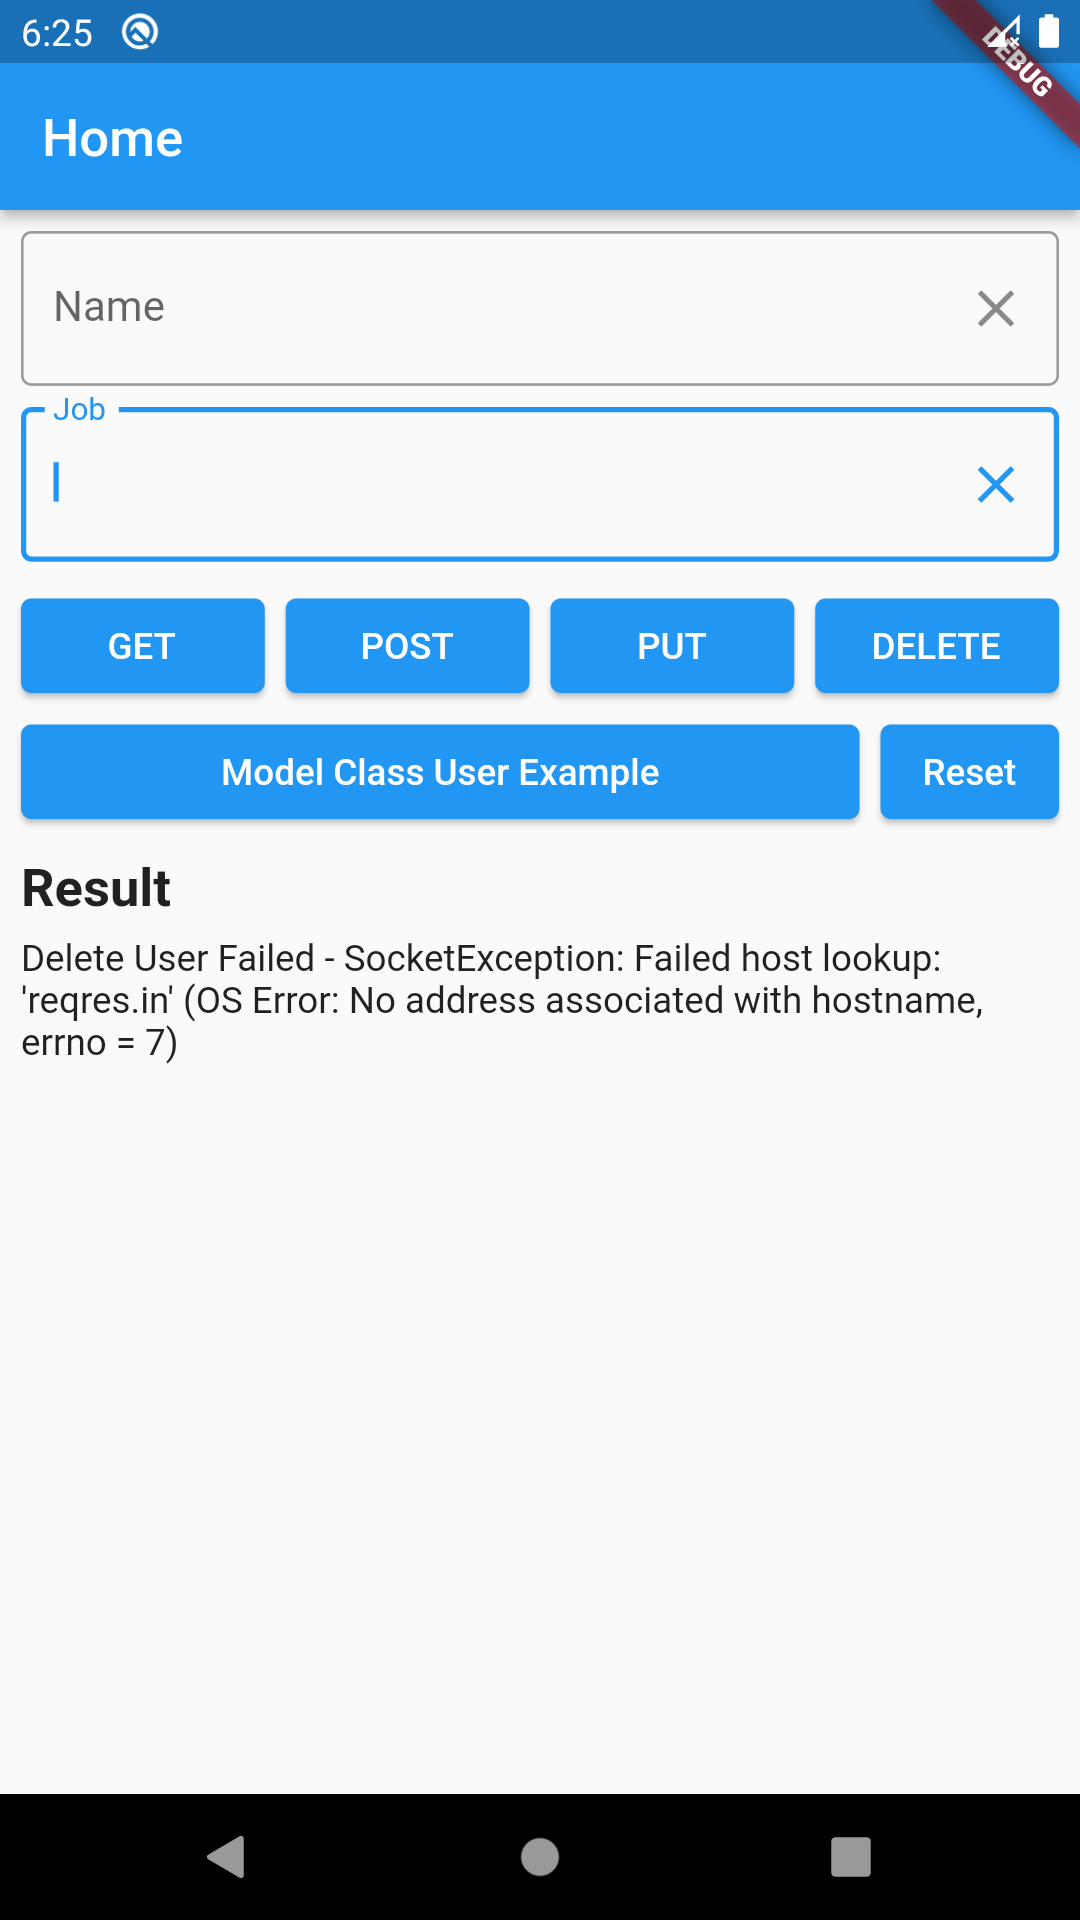 6:25
DEBUG
Home
Name
Job
GET POST PUT DELETE
Model Class User Example Reset
Result
Delete User Failed - SocketException: Failed host lookup:
'reqres.in' (OS Error: No address associated with hostname,
errno = 7)